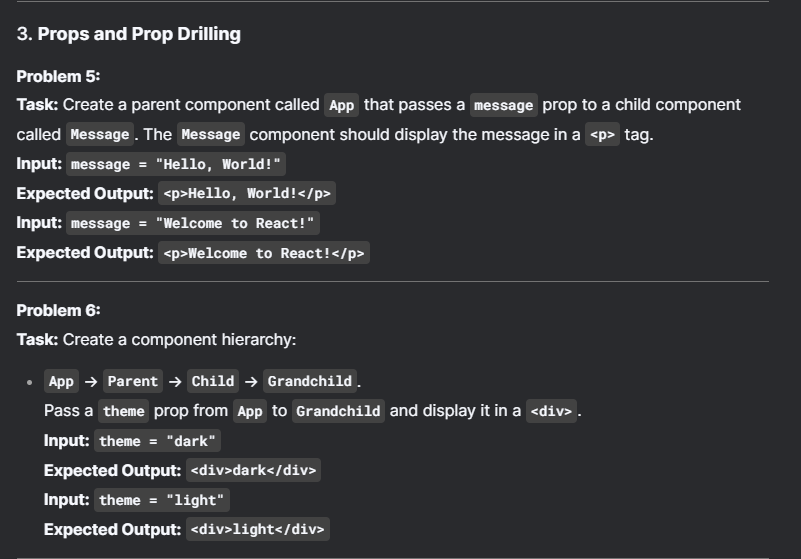 3. Props and Prop Drilling
Problem 5:
Task: Create a parent component called App that passes a message prop to a child component
called Message. The Message component should display the message in a <p> tag.
Input: message = "Hello, World!"
Expected Output: <p>Hello, World!</p>
Input: message = "Welcome to React!"
Expected Output: <p>Welcome to React!</p>
Problem 6:
Task: Create a component hierarchy:
• App → Parent → Child → Grandchild.
Pass a theme prop from App to Grandchild and display it in a <div>.
Input: theme = "dark"
Expected Output: <div>dark</div>
Input: theme = "light"
Expected Output: <div>light</div>